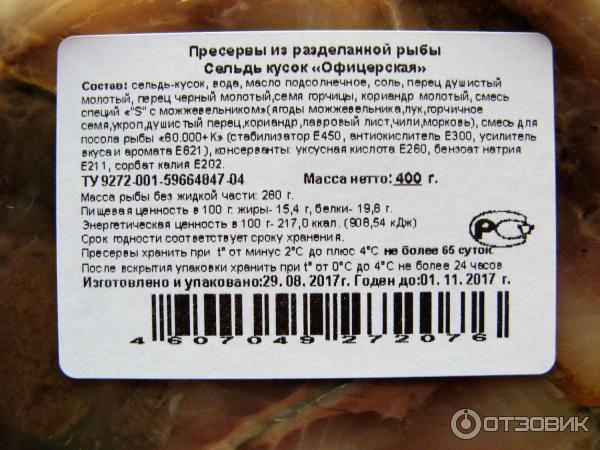 Пресервы из разделанной рыбы
Сельдь кусок «Офицерская»
Состав: сельдь-кусок, вода, масло подсолнечное, соль, перец душистый
молотый, перец черный молотый,семя горчицы, кориандр молотый, смесь
специй «"S" с можжевельником»(ягоды можжевельника,лук,горчичное
семя,укроп,душистый перец,кориандр,лавровый лист,чили,морковь), смесь для
посола рыбы «60.000+К» (стабилизатор Е450, антиокислитель Е300, усилитель
вкуса и аромата Е621), консерванты: уксусная кислота Е260, бензоат натрия
Е211, сорбат калия Е202.
ТУ 9272-001-59664847-04 Масса нетто: 400 г.
Масса рыбы без жидкой части: 280 г.
Пищевая ценность в 100 г: жиры- 15,4 г, белки- 19,8 г.
Энергетическая ценность в 100 г- 217,0 ккал. (908,54 кДж)
Срок годности соответствует сроку хранения.
Пресервы хранить при t° от минус 2°С до плюс 4°С не более 65 суток.
После вскрытия упаковки хранить при t° от 0°С до 4°С не более 24 часов
Изготовлено и упаковано:29. 08. 2017г. Годен до:01. 11. 2017 г.
4607049272076
РСТ
ОТЗОВИК